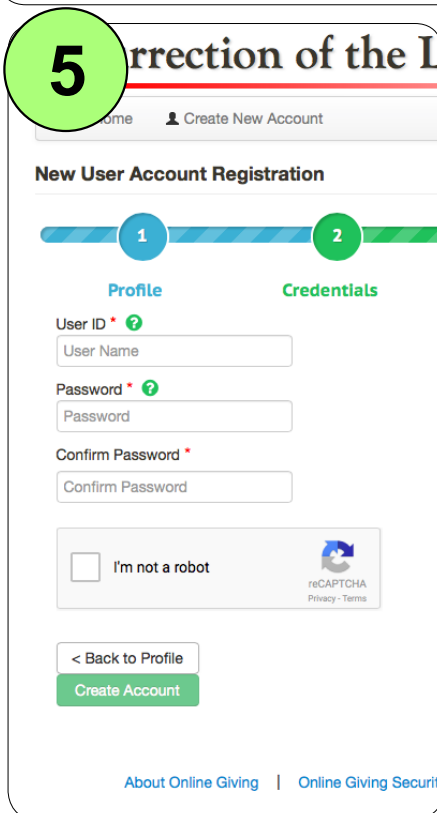 5
rrection of the L
ome Create New Account
New User Account Registration
1 2
Profile Credentials
User ID * ?
User Name
Password * ?
Password
Confirm Password *
Confirm Password
I'm not a robot
reCAPTCHA
Privacy - Terms
< Back to Profile
Create Account
About Online Giving | Online Giving Securit